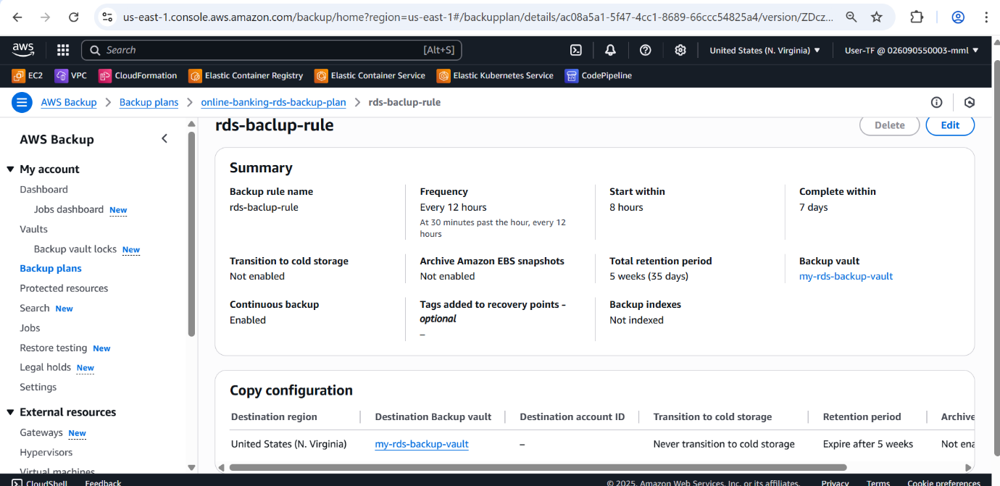 us-east-1.console.aws.amazon.com/backup/home?region=us-east-1#/backupplan/details/ac08a5a1-5f47-4cc1-8689-66ccc54825a4/version/ZDcz...
aws Search [Alt+S] United States (N. Virginia) User-TF @ 026090550003-mml
EC2 VPC CloudFormation Elastic Container Registry Elastic Container Service Elastic Kubernetes Service CodePipeline
AWS Backup > Backup plans > online-banking-rds-backup-plan > rds-baclup-rule
AWS Backup
My account
Dashboard
Jobs dashboard New
Vaults
Backup vault locks New
Backup plans
Protected resources
Search New
Jobs
Restore testing New
Legal holds New
Settings
External resources
Gateways New
Hypervisors
Virtual machines
rds-baclup-rule
Delete Edit
Summary
Backup rule name
rds-baclup-rule
Frequency
Every 12 hours
At 30 minutes past the hour, every 12
hours
Start within
8 hours
Complete within
7 days
Transition to cold storage
Not enabled
Archive Amazon EBS snapshots
Not enabled
Total retention period
5 weeks (35 days)
Backup vault
my-rds-backup-vault
Continuous backup
Enabled
Tags added to recovery points -
optional
–
Backup indexes
Not indexed
Copy configuration
Destination region Destination Backup vault Destination account ID Transition to cold storage Retention period Archive
United States (N. Virginia) my-rds-backup-vault – Never transition to cold storage Expire after 5 weeks Not ena
CloudShell Feedback © 2025, Amazon Web Services, Inc. or its affiliates. Privacy Terms Cookie preferences